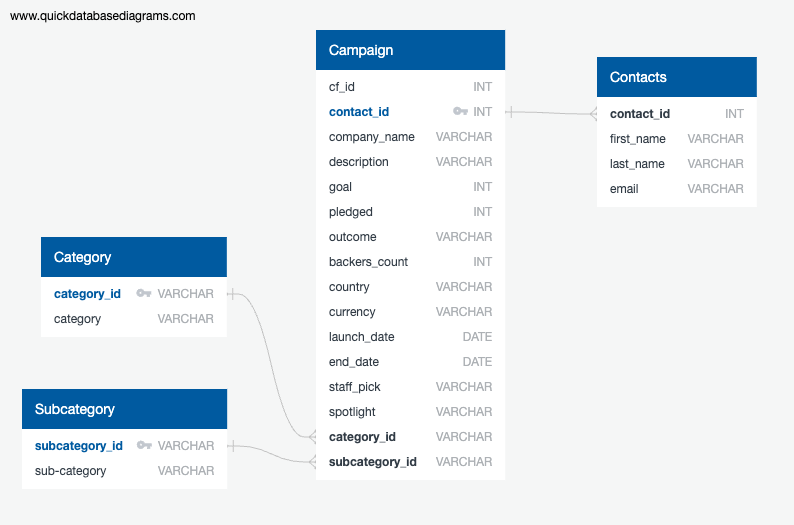 www.quickdatabasediagrams.com
Campaign
cf_id INT
contact_id INT
company_name VARCHAR
description VARCHAR
goal INT
pledged INT
outcome VARCHAR
backers_count INT
country VARCHAR
currency VARCHAR
launch_date DATE
end_date DATE
staff_pick VARCHAR
spotlight VARCHAR
category_id VARCHAR
subcategory_id VARCHAR
Contacts
contact_id INT
first_name VARCHAR
last_name VARCHAR
email VARCHAR
Category
category_id VARCHAR
category VARCHAR
Subcategory
subcategory_id VARCHAR
sub-category VARCHAR